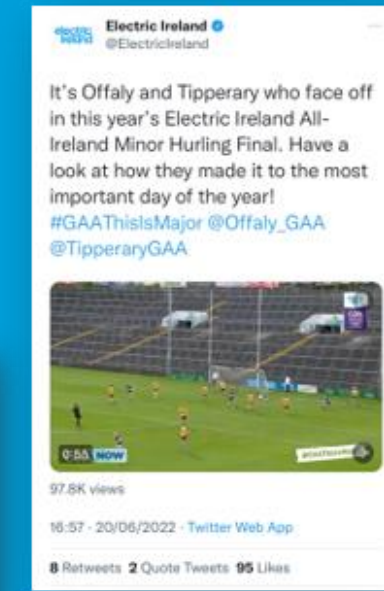 electric
Ireland
Electric Ireland
@ElectricIreland
It's Offaly and Tipperary who face off
in this year's Electric Ireland All-
Ireland Minor Hurling Final. Have a
look at how they made it to the most
important day of the year!
#GAAThisIsMajor @Offaly_GAA
@TipperaryGAA
0:55 NOW
97.8K views
16:57 · 20/06/2022 · Twitter Web App
8 Retweets 2 Quote Tweets 95 Likes